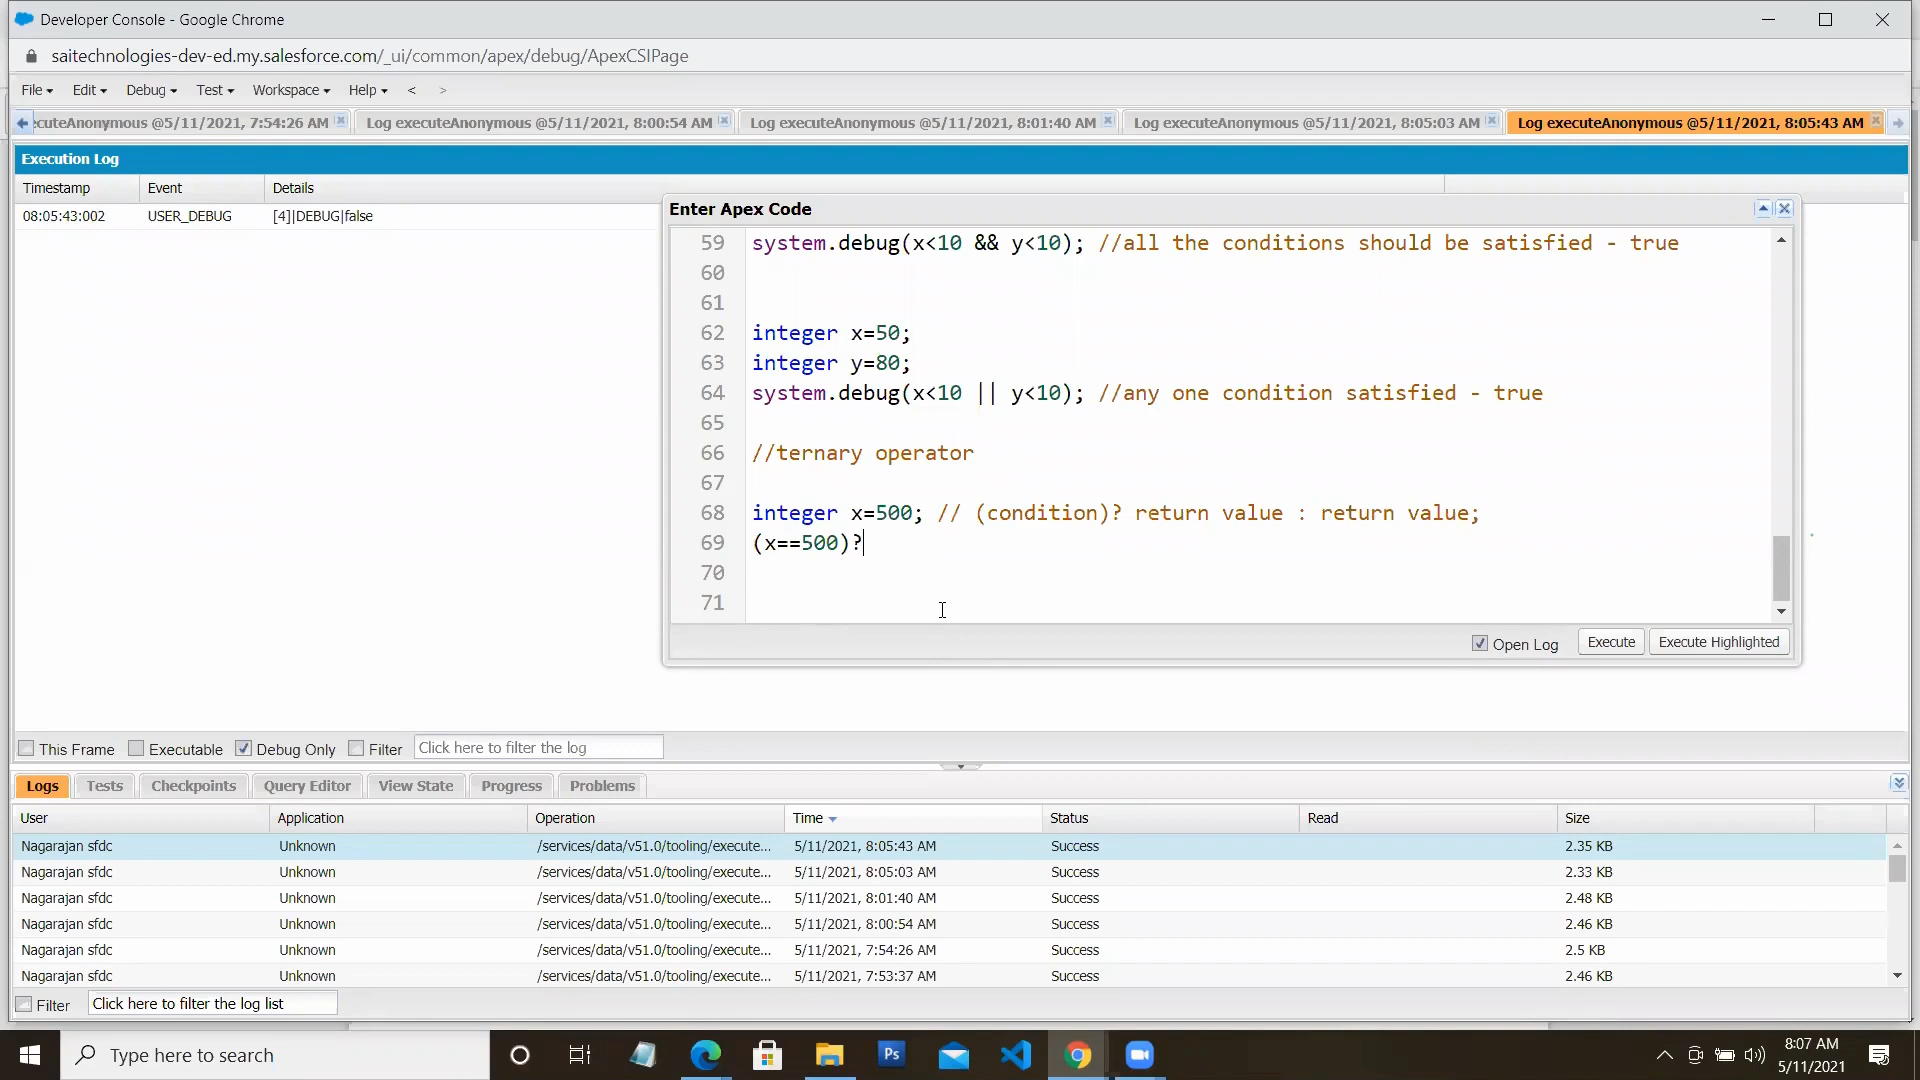 Developer Console - Google Chrome
saitechnologies-dev-ed.my.salesforce.com/_ui/common/apex/debug/ApexCSIPage
File Edit Debug Test Workspace Help < >
ecuteAnonymous @5/11/2021, 7:54:26 AM Log executeAnonymous @5/11/2021, 8:00:54 AM Log executeAnonymous @5/11/2021, 8:01:40 AM Log executeAnonymous @5/11/2021, 8:05:03 AM Log executeAnonymous @5/11/2021, 8:05:43 AM
Execution Log
Timestamp Event Details
08:05:43:002 USER_DEBUG [4]|DEBUG|false
Enter Apex Code
59 system.debug(x<10 && y<10); //all the conditions should be satisfied - true
60
61
62 integer x=50;
63 integer y=80;
64 system.debug(x<10 || y<10); //any one condition satisfied - true
65
66 //ternary operator
67
68 integer x=500; // (condition)? return value : return value;
69 (x==500)?
70
71
Open Log Execute Execute Highlighted
This Frame Executable Debug Only Filter Click here to filter the log
Logs Tests Checkpoints Query Editor View State Progress Problems
User Application Operation Time Status Read Size
Nagarajan sfdc Unknown /services/data/v51.0/tooling/execute... 5/11/2021, 8:05:43 AM Success 2.35 KB
Nagarajan sfdc Unknown /services/data/v51.0/tooling/execute... 5/11/2021, 8:05:03 AM Success 2.33 KB
Nagarajan sfdc Unknown /services/data/v51.0/tooling/execute... 5/11/2021, 8:01:40 AM Success 2.48 KB
Nagarajan sfdc Unknown /services/data/v51.0/tooling/execute... 5/11/2021, 8:00:54 AM Success 2.46 KB
Nagarajan sfdc Unknown /services/data/v51.0/tooling/execute... 5/11/2021, 7:54:26 AM Success 2.5 KB
Nagarajan sfdc Unknown /services/data/v51.0/tooling/execute... 5/11/2021, 7:53:37 AM Success 2.46 KB
Filter Click here to filter the log list
Type here to search
Ps
8:07 AM
5/11/2021